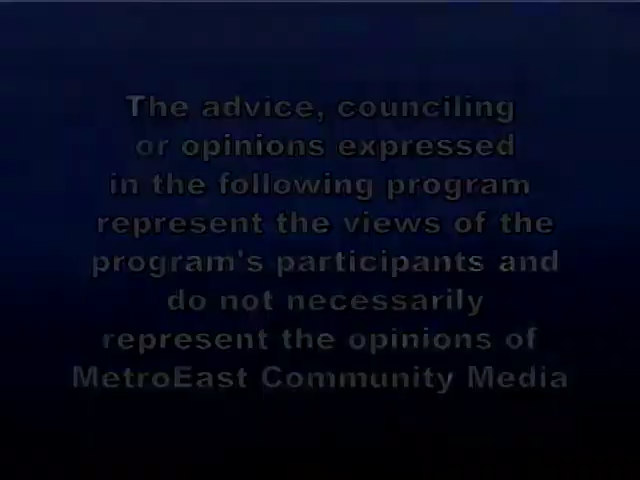 The advice, counciling
or opinions expressed
in the following program
represent the views of the
program's participants and
do not necessarily
represent the opinions of
MetroEast Community Media